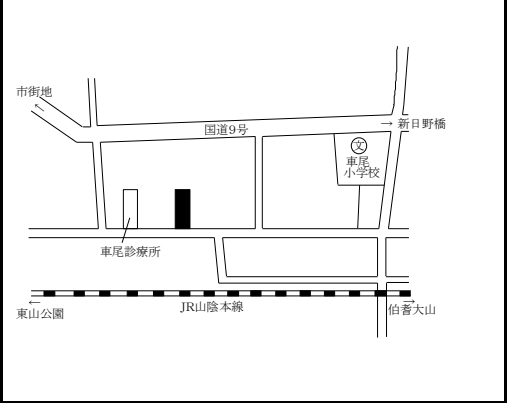 市街地
←
国道9号
→ 新日野橋
文
車尾
小学校
車尾診療所
JR山陰本線
←
東山公園
→
伯耆大山